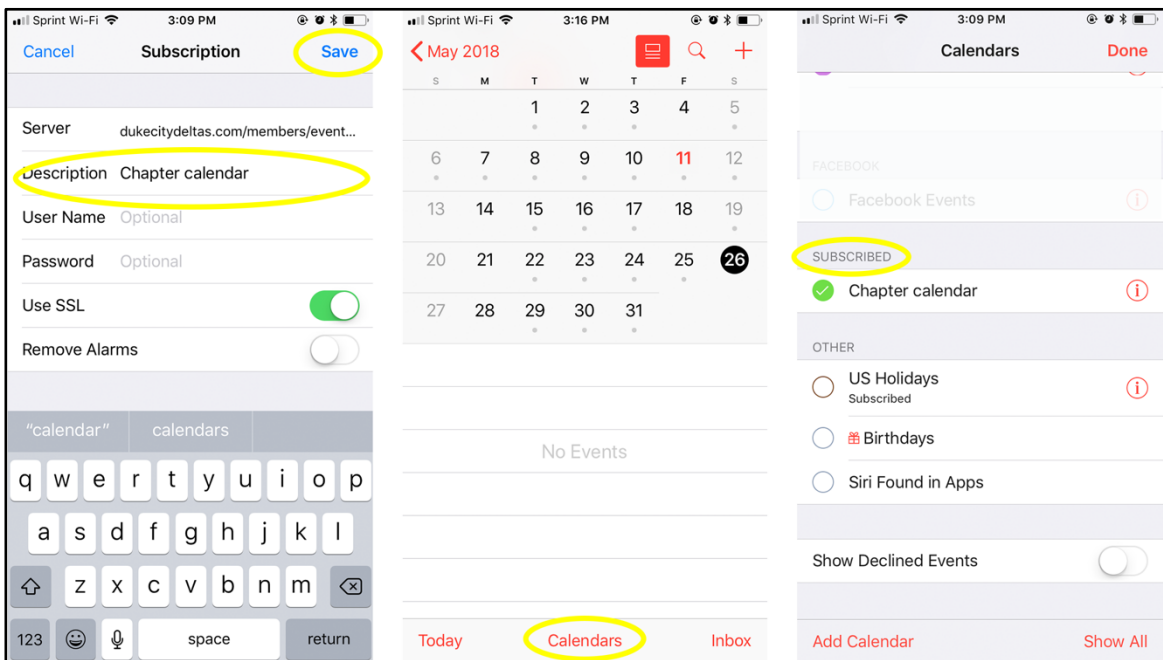 Sprint Wi-Fi 3:09 PM
Cancel Subscription Save
Server dukecitydeltas.com/members/event...
Description Chapter calendar
User Name Optional
Password Optional
Use SSL
Remove Alarms
"calendar" calendars
q w e r t y u i o p
a s d f g h j k l
z x c v b n m
123 space return
Sprint Wi-Fi 3:16 PM
May 2018
S M T W T F S
1 2 3 4 5
6 7 8 9 10 11 12
13 14 15 16 17 18 19
20 21 22 23 24 25 26
27 28 29 30 31
No Events
Today Calendars Inbox
Sprint Wi-Fi 3:09 PM
Calendars Done
FACEBOOK
Facebook Events
SUBSCRIBED
Chapter calendar
OTHER
US Holidays
Subscribed
Birthdays
Siri Found in Apps
Show Declined Events
Add Calendar Show All